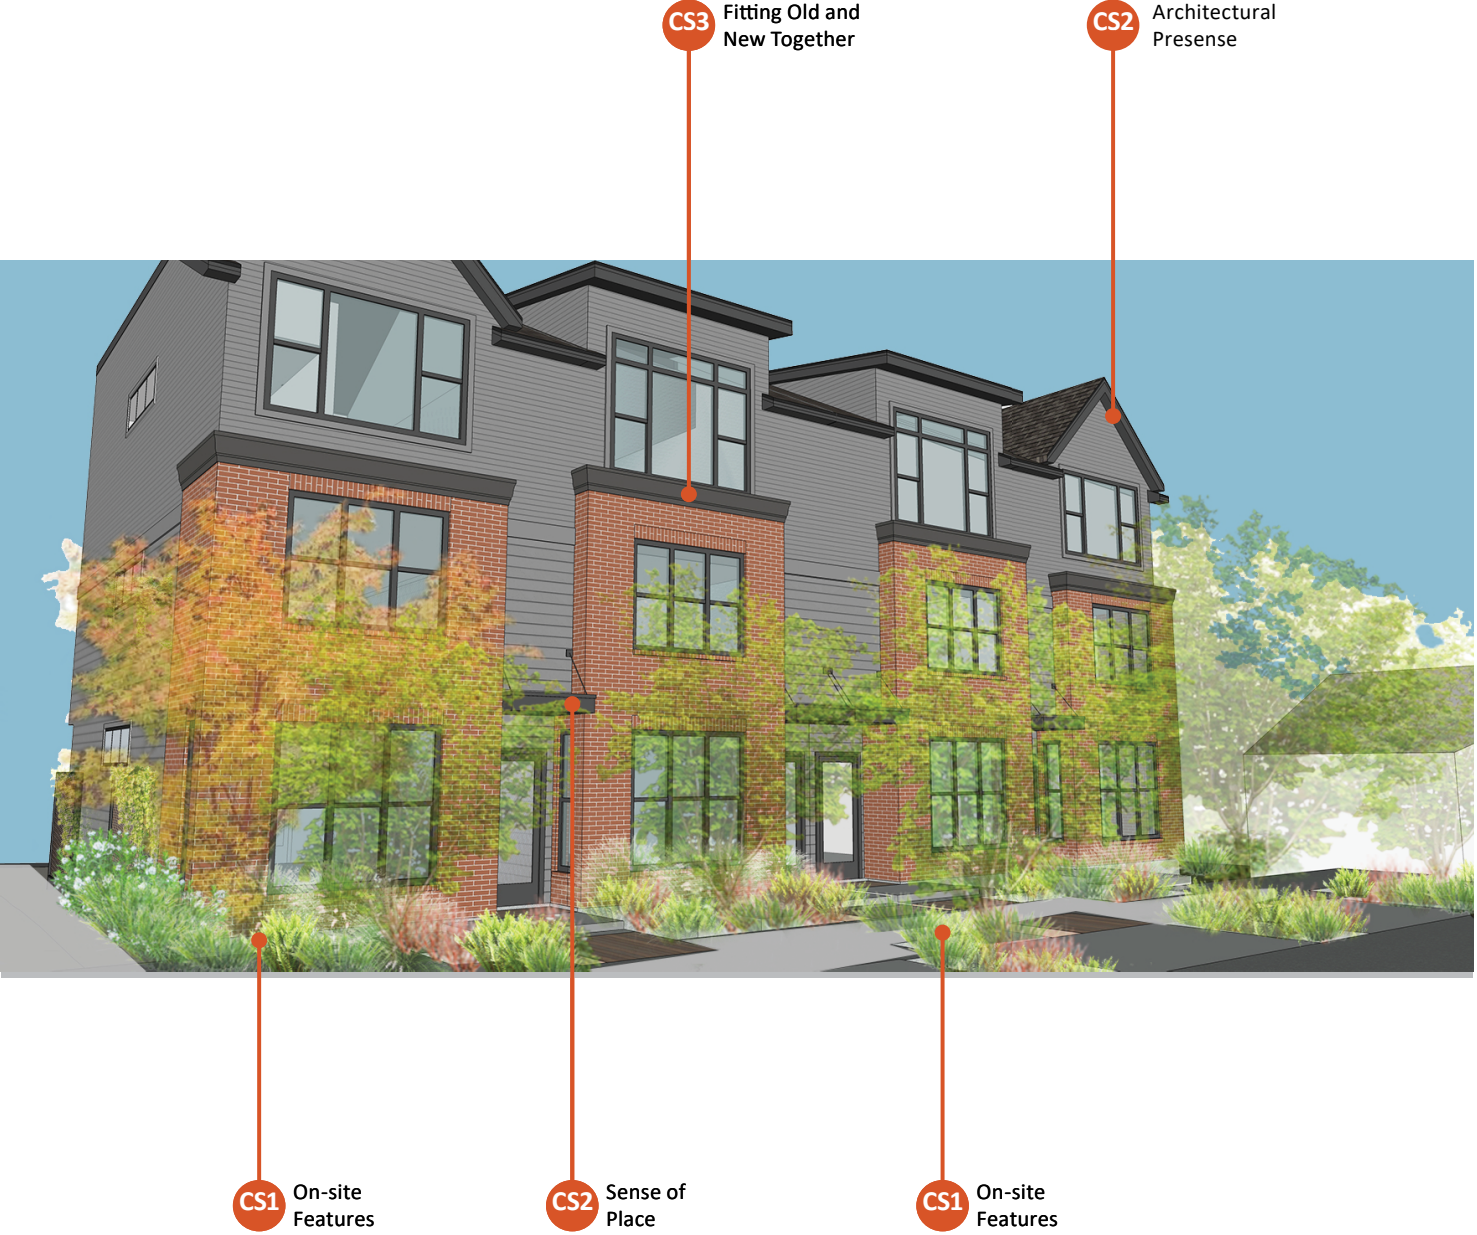 CS3
Fitting Old and
New Together
CS2
Architectural
Presense
CS1
On-site
Features
CS2
Sense of
Place
CS1
On-site
Features